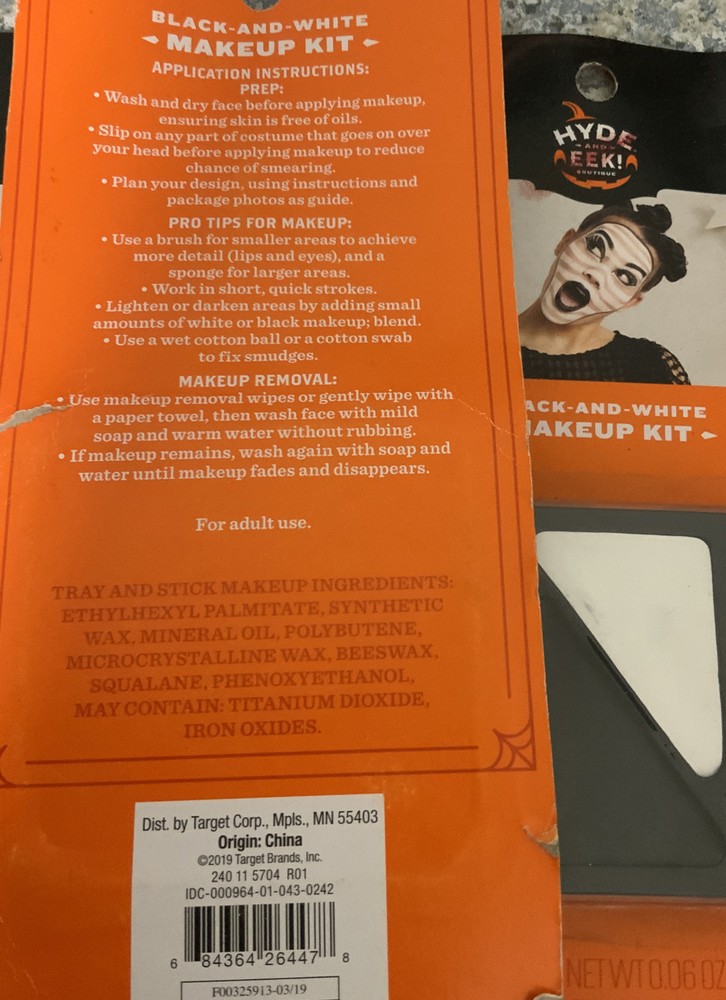 BLACK-AND-WHITE
MAKEUP KIT
APPLICATION INSTRUCTIONS:
PREP:
• Wash and dry face before applying makeup,
ensuring skin is free of oils.
• Slip on any part of costume that goes on over
your head before applying makeup to reduce
chance of smearing.
• Plan your design, using instructions and
package photos as guide.
PRO TIPS FOR MAKEUP:
• Use a brush for smaller areas to achieve
more detail (lips and eyes), and a
sponge for larger areas.
• Work in short, quick strokes.
• Lighten or darken areas by adding small
amounts of white or black makeup; blend.
• Use a wet cotton ball or a cotton swab
to fix smudges.
MAKEUP REMOVAL:
• Use makeup removal wipes or gently wipe with
a paper towel, then wash face with mild
soap and warm water without rubbing.
• If makeup remains, wash again with soap and
water until makeup fades and disappears.
For adult use.
TRAY AND STICK MAKEUP INGREDIENTS:
ETHYLHEXYL PALMITATE, SYNTHETIC
WAX, MINERAL OIL, POLYBUTENE,
MICROCRYSTALLINE WAX, BEESWAX,
SQUALANE, PHENOXYETHANOL,
MAY CONTAIN: TITANIUM DIOXIDE,
IRON OXIDES.
Dist. by Target Corp., Mpls., MN 55403
Origin: China
©2019 Target Brands, Inc.
240 11 5704 R01
IDC-000964-01-043-0242
6 84364 26447 8
F00325913-03/19
HYDE
AND
EEK!
BOUTIQUE
ACK-AND-WHITE
AKEUP KIT
NET WT 0.06 OZ